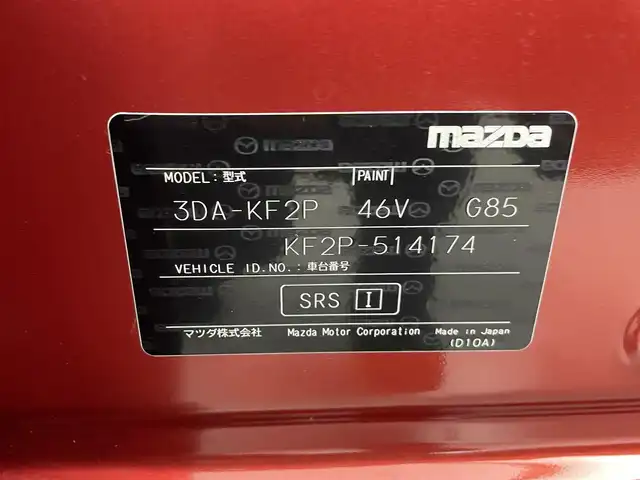 mazda
MODEL: 型式 PAINT
3DA-KF2P 46V G85
KF2P-514174
VEHICLE ID.NO.: 車台番号
SRS I
マツダ株式会社 Mazda Motor Corporation Made in Japan
(D10A)